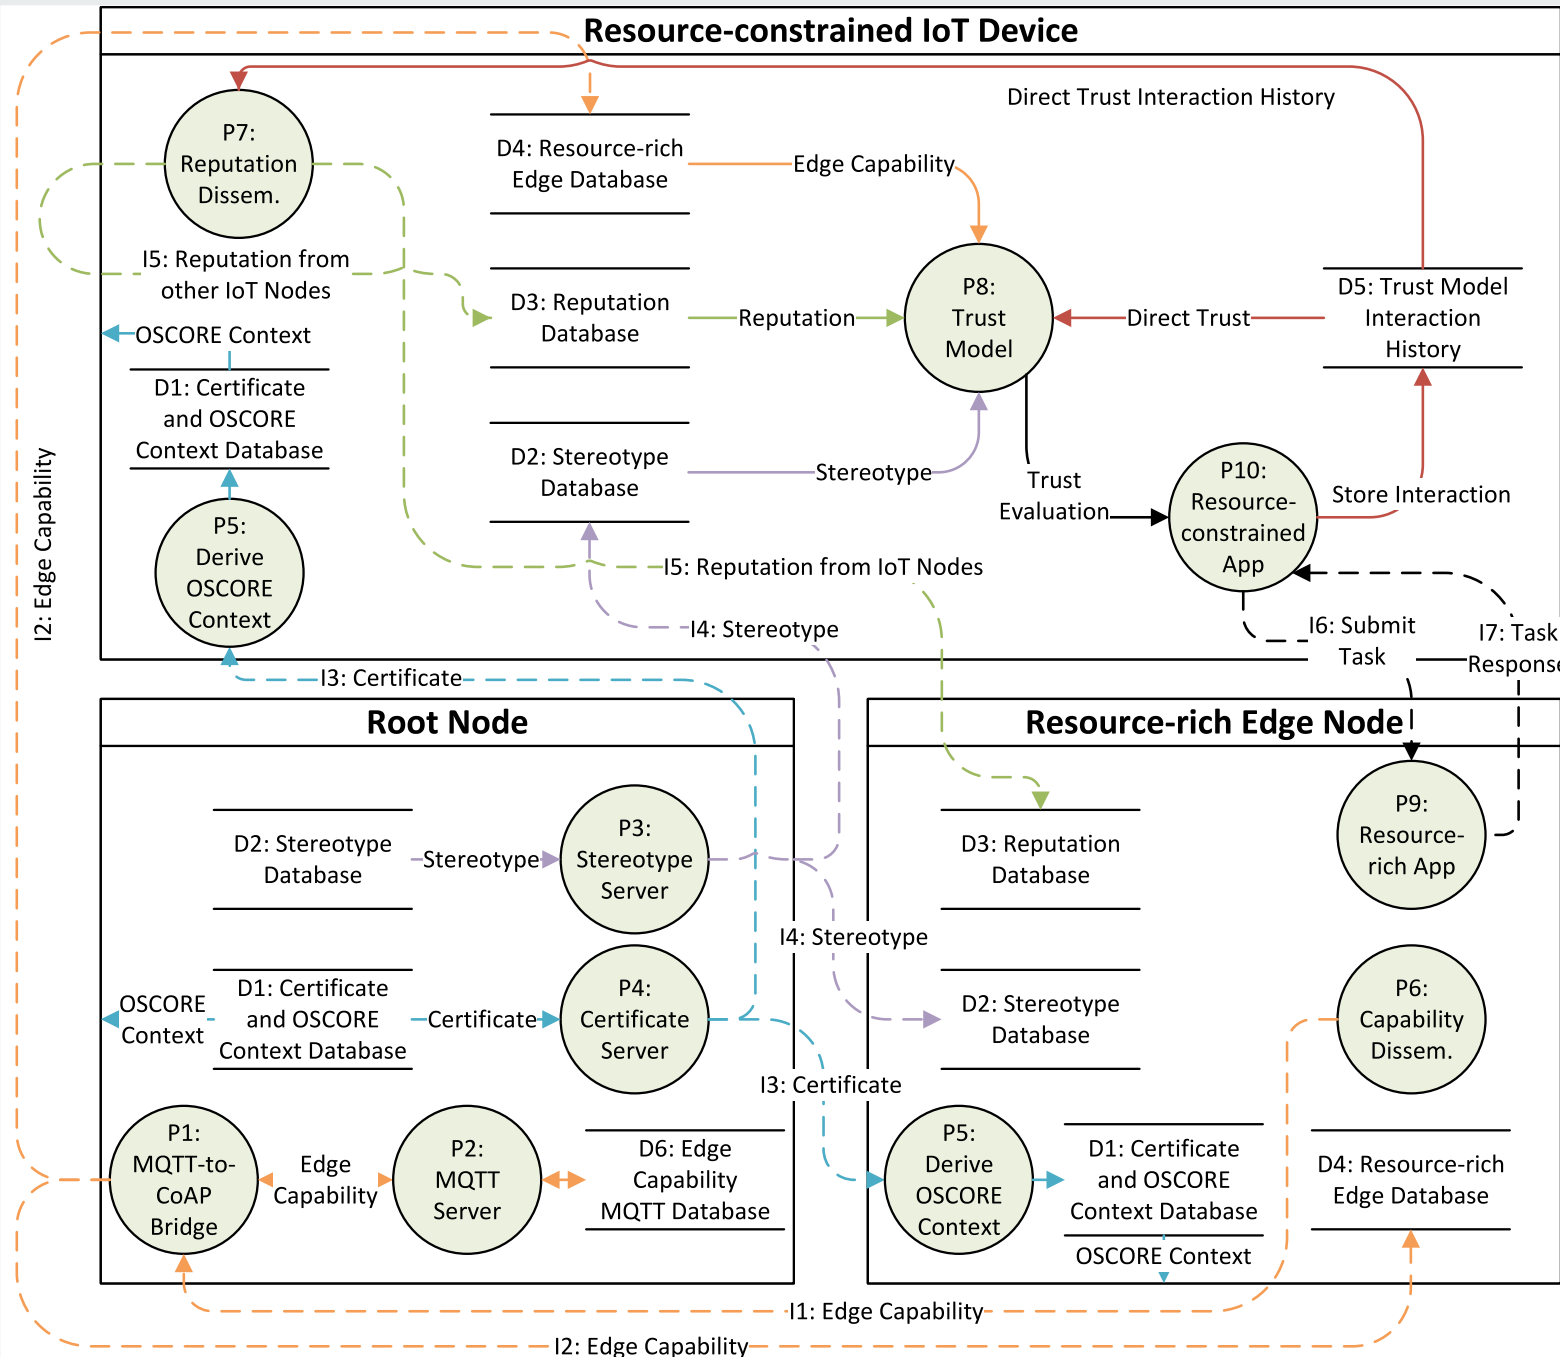 Resource-constrained IoT Device
Direct Trust Interaction History
P7:
Reputation
Dissem.
D4: Resource-rich
Edge Database
Edge Capability
I5: Reputation from
other IoT Nodes
D3: Reputation
Database
Reputation
P8:
Trust
Model
Direct Trust
D5: Trust Model
Interaction
History
OSCORE Context
D1: Certificate
and OSCORE
Context Database
D2: Stereotype
Database
Stereotype
Trust
Evaluation
P10:
Resource-
constrained
App
Store Interaction
P5:
Derive
OSCORE
Context
I2: Edge Capability
I5: Reputation from IoT Nodes
I4: Stereotype
I6: Submit
Task
I7: Task
Response
I3: Certificate
Root Node
D2: Stereotype
Database
Stereotype
P3:
Stereotype
Server
OSCORE
Context
D1: Certificate
and OSCORE
Context Database
Certificate
P4:
Certificate
Server
P1:
MQTT-to-
CoAP
Bridge
Edge
Capability
P2:
MQTT
Server
D6: Edge
Capability
MQTT Database
I4: Stereotype
I3: Certificate
Resource-rich Edge Node
D3: Reputation
Database
P9:
Resource-
rich App
D2: Stereotype
Database
P6:
Capability
Dissem.
P5:
Derive
OSCORE
Context
D1: Certificate
and OSCORE
Context Database
OSCORE Context
D4: Resource-rich
Edge Database
I1: Edge Capability
I2: Edge Capability